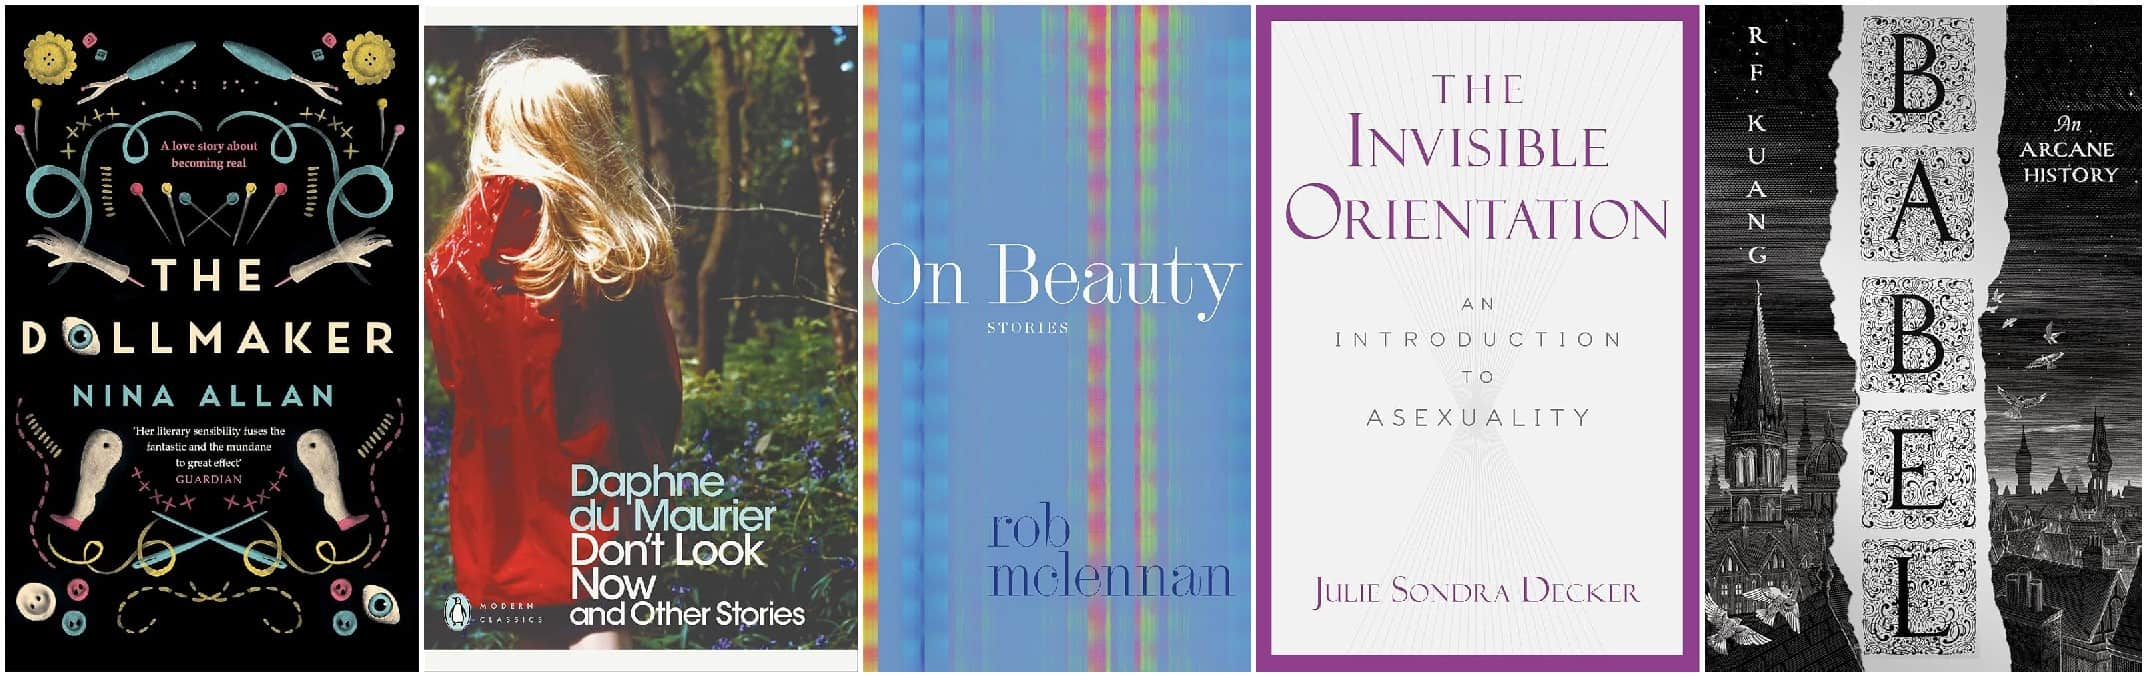 A love story about
becoming real
THE
DOLLMAKER
NINA ALLAN
'Her literary sensibility fuses the
fantastic and the mundane
to great effect'
GUARDIAN
Daphne
du Maurier
Don't Look
Now
and Other Stories
MODERN
CLASSICS
On Beauty
STORIES
rob
mclennan
THE
INVISIBLE
ORIENTATION
AN
INTRODUCTION
TO
ASEXUALITY
JULIE SONDRA DECKER
R. F. KUANG
BABEL
An
ARCANE
HISTORY